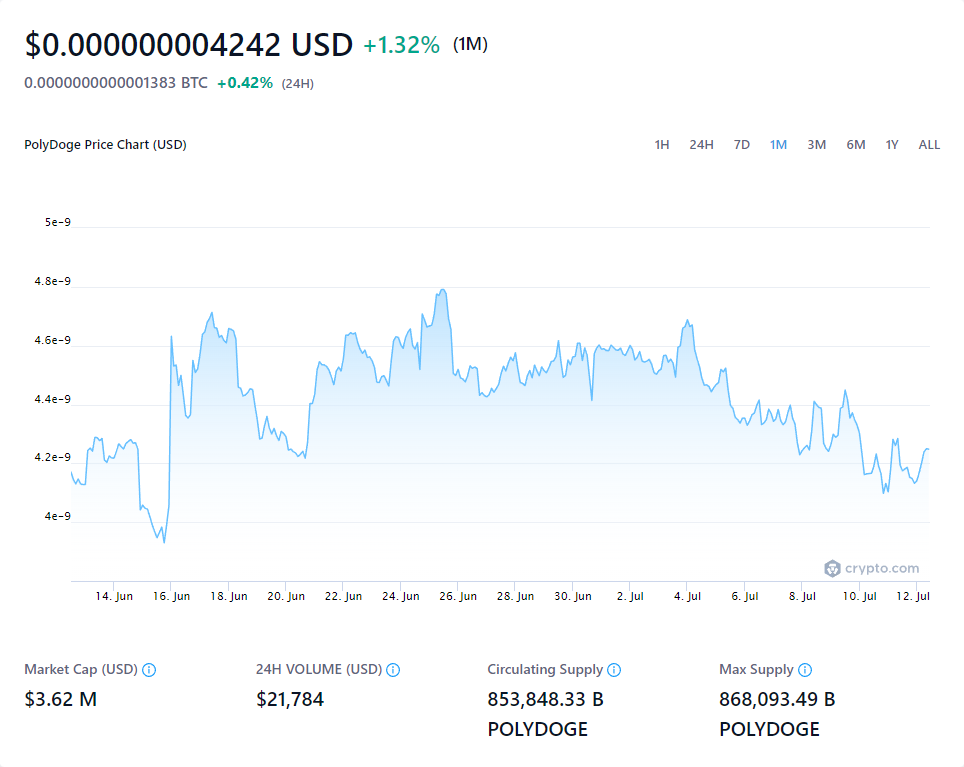 $0.000000004242 USD +1.32% (1M)
0.0000000000001383 BTC +0.42% (24H)
PolyDoge Price Chart (USD) 1H 24H 7D 1M 3M 6M 1Y ALL
5e-9
4.8e-9
4.6e-9
4.4e-9
4.2e-9
4e-9
crypto.com
14. Jun 16. Jun 18. Jun 20. Jun 22. Jun 24. Jun 26. Jun 28. Jun 30. Jun 2. Jul 4. Jul 6. Jul 8. Jul 10. Jul 12. Jul
Market Cap (USD) 24H VOLUME (USD) Circulating Supply Max Supply
$3.62 M $21,784 853,848.33 B 868,093.49 B
POLYDOGE POLYDOGE